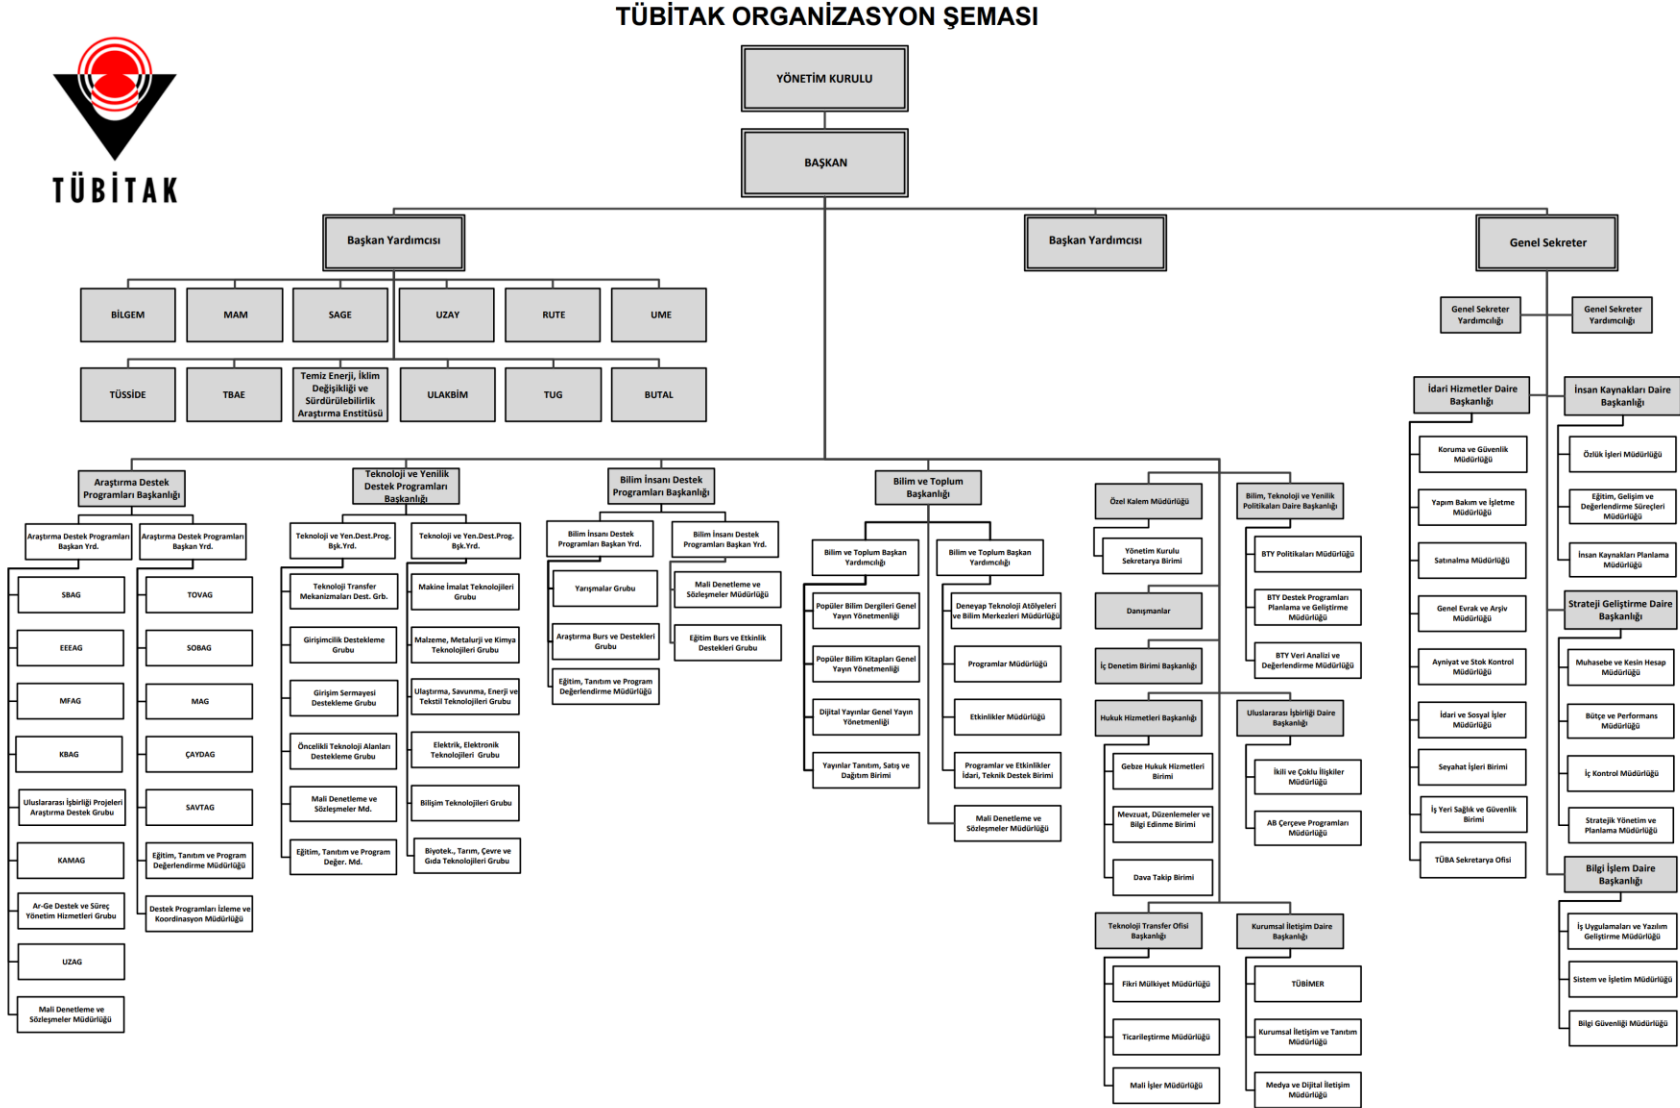 TÜBİTAK ORGANİZASYON ŞEMASI
TÜBİTAK
YÖNETİM KURULU
BAŞKAN
Başkan Yardımcısı
Başkan Yardımcısı
Genel Sekreter
BİLGEM
MAM
SAGE
UZAY
RUTE
UME
TÜSSİDE
TBAE
Temiz Enerji, İklim
Değişikliği ve
Sürdürülebilirlik
Araştırma Enstitüsü
ULAKBİM
TUG
BUTAL
Genel Sekreter
Yardımcılığı
Genel Sekreter
Yardımcılığı
Araştırma Destek
Programları Başkanlığı
Araştırma Destek Programları
Başkan Yrd.
SBAG
EEEAG
MFAG
KBAG
Uluslararası İşbirliği Projeleri
Araştırma Destek Grubu
KAMAG
Ar-Ge Destek ve Süreç
Yönetim Hizmetleri Grubu
UZAG
Mali Denetleme ve
Sözleşmeler Müdürlüğü
Araştırma Destek Programları
Başkan Yrd.
TOVAG
SOBAG
MAG
ÇAYDAG
SAVTAG
Eğitim, Tanıtım ve Program
Değerlendirme Müdürlüğü
Destek Programları İzleme ve
Koordinasyon Müdürlüğü
Teknoloji ve Yenilik
Destek Programları
Başkanlığı
Teknoloji ve Yen.Dest.Prog.
Bşk.Yrd.
Teknoloji Transfer
Mekanizmaları Dest. Grb.
Girişimcilik Destekleme
Grubu
Girişim Sermayesi
Destekleme Grubu
Öncelikli Teknoloji Alanları
Destekleme Grubu
Mali Denetleme ve
Sözleşmeler Md.
Eğitim, Tanıtım ve Program
Değer. Md.
Teknoloji ve Yen.Dest.Prog.
Bşk.Yrd.
Makine İmalat Teknolojileri
Grubu
Malzeme, Metalurji ve Kimya
Teknolojileri Grubu
Ulaştırma, Savunma, Enerji ve
Tekstil Teknolojileri Grubu
Elektrik, Elektronik
Teknolojileri Grubu
Bilişim Teknolojileri Grubu
Biyotek., Tarım, Çevre ve
Gıda Teknolojileri Grubu
Bilim İnsanı Destek
Programları Başkanlığı
Bilim İnsanı Destek
Programları Başkan Yrd.
Yarışmalar Grubu
Araştırma Burs ve Destekleri
Grubu
Eğitim, Tanıtım ve Program
Değerlendirme Müdürlüğü
Bilim İnsanı Destek
Programları Başkan Yrd.
Mali Denetleme ve
Sözleşmeler Müdürlüğü
Eğitim Burs ve Etkinlik
Destekleri Grubu
Bilim ve Toplum
Başkanlığı
Bilim ve Toplum Başkan
Yardımcılığı
Popüler Bilim Dergileri Genel
Yayın Yönetmenliği
Popüler Bilim Kitapları Genel
Yayın Yönetmenliği
Dijital Yayınlar Genel Yayın
Yönetmenliği
Yayınlar Tanıtım, Satış ve
Dağıtım Birimi
Bilim ve Toplum Başkan
Yardımcılığı
Deneyap Teknoloji Atölyeleri
ve Bilim Merkezleri Müdürlüğü
Programlar Müdürlüğü
Etkinlikler Müdürlüğü
Programlar ve Etkinlikler
İdari, Teknik Destek Birimi
Mali Denetleme ve
Sözleşmeler Müdürlüğü
Özel Kalem Müdürlüğü
Yönetim Kurulu
Sekretarya Birimi
Danışmanlar
İç Denetim Birimi Başkanlığı
Hukuk Hizmetleri Başkanlığı
Gebze Hukuk Hizmetleri
Birimi
Mevzuat, Düzenlemeler ve
Bilgi Edinme Birimi
Dava Takip Birimi
Teknoloji Transfer Ofisi
Başkanlığı
Fikri Mülkiyet Müdürlüğü
Ticarileştirme Müdürlüğü
Mali İşler Müdürlüğü
Bilim, Teknoloji ve Yenilik
Politikaları Daire Başkanlığı
BTY Politikaları Müdürlüğü
BTY Destek Programları
Planlama ve Geliştirme
Müdürlüğü
BTY Veri Analizi ve
Değerlendirme Müdürlüğü
Uluslararası İşbirliği Daire
Başkanlığı
İkili ve Çoklu İlişkiler
Müdürlüğü
AB Çerçeve Programları
Müdürlüğü
Kurumsal İletişim Daire
Başkanlığı
TÜBİMER
Kurumsal İletişim ve Tanıtım
Müdürlüğü
Medya ve Dijital İletişim
Müdürlüğü
İdari Hizmetler Daire
Başkanlığı
Koruma ve Güvenlik
Müdürlüğü
Yapım Bakım ve İşletme
Müdürlüğü
Satınalma Müdürlüğü
Genel Evrak ve Arşiv
Müdürlüğü
Ayniyat ve Stok Kontrol
Müdürlüğü
İdari ve Sosyal İşler
Müdürlüğü
Seyahat İşleri Birimi
İş Yeri Sağlık ve Güvenlik
Birimi
TÜBA Sekretarya Ofisi
İnsan Kaynakları Daire
Başkanlığı
Özlük İşleri Müdürlüğü
Eğitim, Gelişim ve
Değerlendirme Süreçleri
Müdürlüğü
İnsan Kaynakları Planlama
Müdürlüğü
Strateji Geliştirme Daire
Başkanlığı
Muhasebe ve Kesin Hesap
Müdürlüğü
Bütçe ve Performans
Müdürlüğü
İç Kontrol Müdürlüğü
Stratejik Yönetim ve
Planlama Müdürlüğü
Bilgi İşlem Daire
Başkanlığı
İş Uygulamaları ve Yazılım
Geliştirme Müdürlüğü
Sistem ve İşletim Müdürlüğü
Bilgi Güvenliği Müdürlüğü